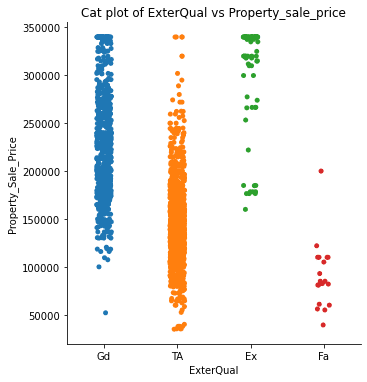 Cat plot of ExterQual vs Property_sale_price
350000
300000
250000
200000
150000
100000
50000
Property_Sale_Price
Gd TA Ex Fa
ExterQual